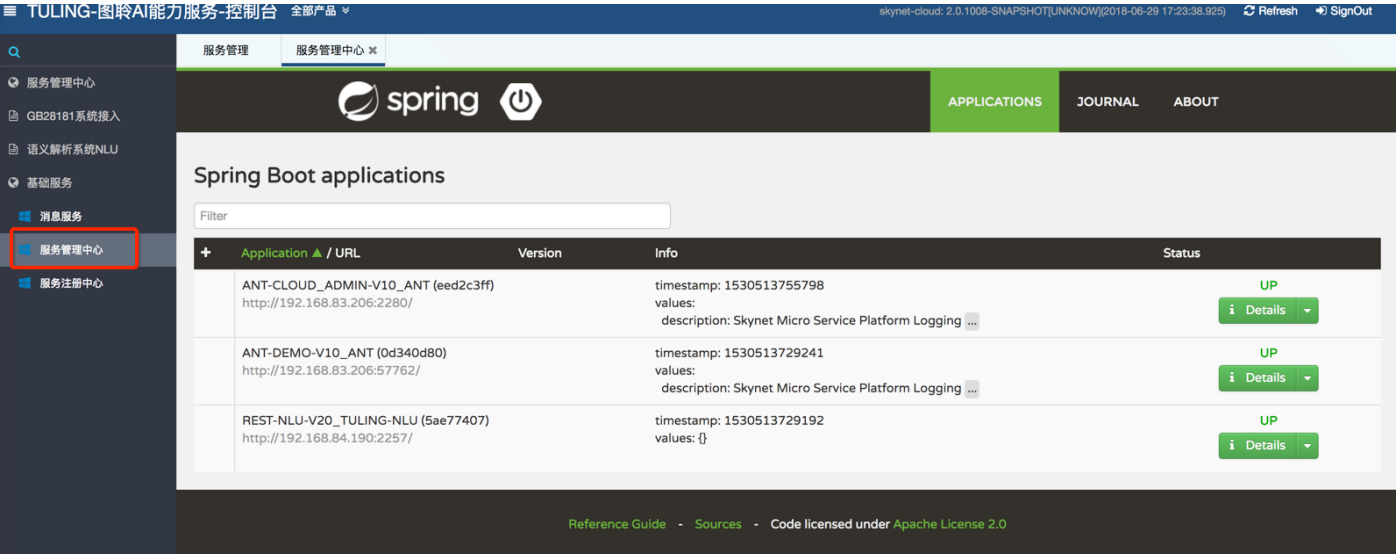 TULING-图聆AI能力服务-控制台 全部产品
skynet-cloud: 2.0.1008-SNAPSHOT[UNKNOW](2018-06-29 17:23:38.925) Refresh SignOut
服务管理中心
GB28181系统接入
语义解析系统NLU
基础服务
消息服务
服务管理中心
服务注册中心
服务管理 服务管理中心
spring
APPLICATIONS JOURNAL ABOUT
Spring Boot applications
Filter
+ Application ▲ / URL Version Info Status
ANT-CLOUD_ADMIN-V10_ANT (eed2c3ff)
http://192.168.83.206:2280/
timestamp: 1530513755798
values:
description: Skynet Micro Service Platform Logging ...
UP
i Details
ANT-DEMO-V10_ANT (0d340d80)
http://192.168.83.206:57762/
timestamp: 1530513729241
values:
description: Skynet Micro Service Platform Logging ...
UP
i Details
REST-NLU-V20_TULING-NLU (5ae77407)
http://192.168.84.190:2257/
timestamp: 1530513729192
values: {}
UP
i Details
Reference Guide - Sources - Code licensed under Apache License 2.0